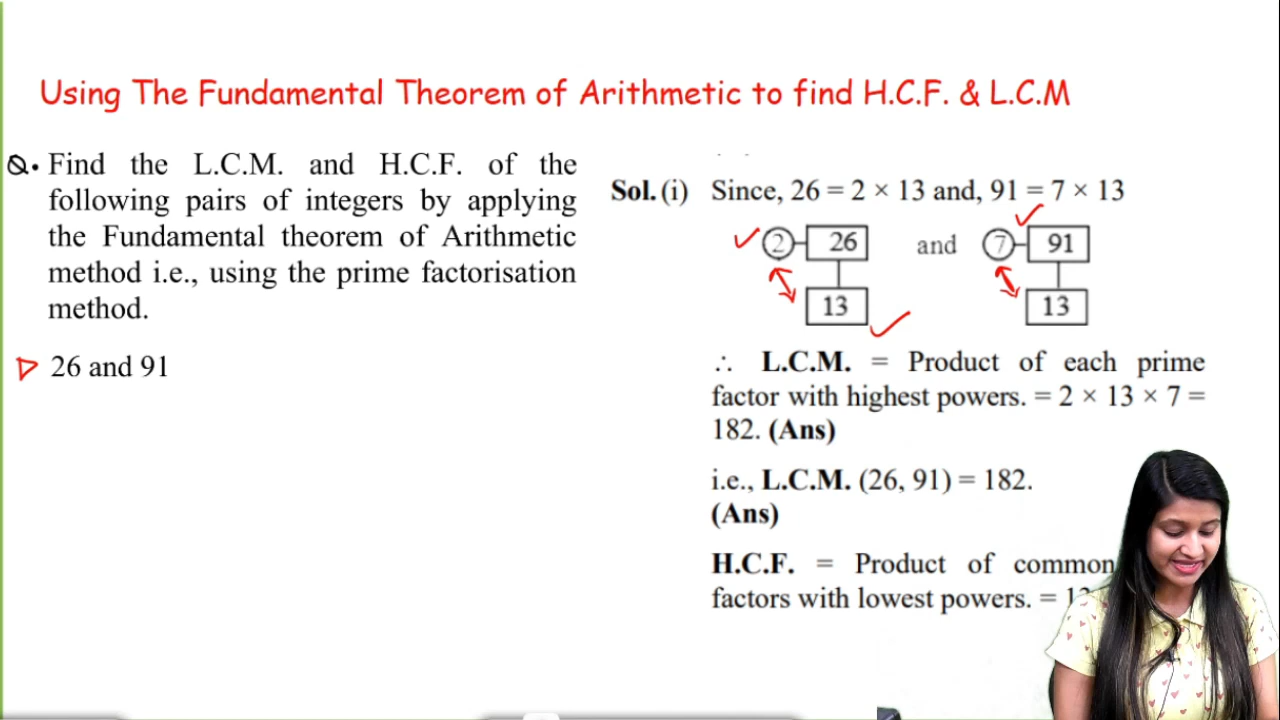 Using The Fundamental Theorem of Arithmetic to find H.C.F. & L.C.M
Q. Find the L.C.M. and H.C.F. of the
following pairs of integers by applying
the Fundamental theorem of Arithmetic
method i.e., using the prime factorisation
method.
26 and 91
Sol. (i) Since, 26 = 2 × 13 and, 91 = 7 × 13
2 26 and 7 91
13 13
∴ L.C.M. = Product of each prime
factor with highest powers. = 2 × 13 × 7 =
182. (Ans)
i.e., L.C.M. (26, 91) = 182.
(Ans)
H.C.F. = Product of common
factors with lowest powers. =